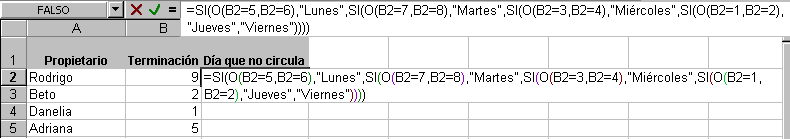 FALSO =SI(O(B2=5,B2=6),"Lunes",SI(O(B2=7,B2=8),"Martes",SI(O(B2=3,B2=4),"Miércoles",SI(O(B2=1,B2=2),
"Jueves","Viernes"))))
A B
1 Propietario Terminación Día que no circula
2 Rodrigo 9 =SI(O(B2=5,B2=6),"Lunes",SI(O(B2=7,B2=8),"Martes",SI(O(B2=3,B2=4),"Miércoles",SI(O(B2=1,
3 Beto 2 B2=2),"Jueves","Viernes"))))
4 Danelia 1
5 Adriana 5